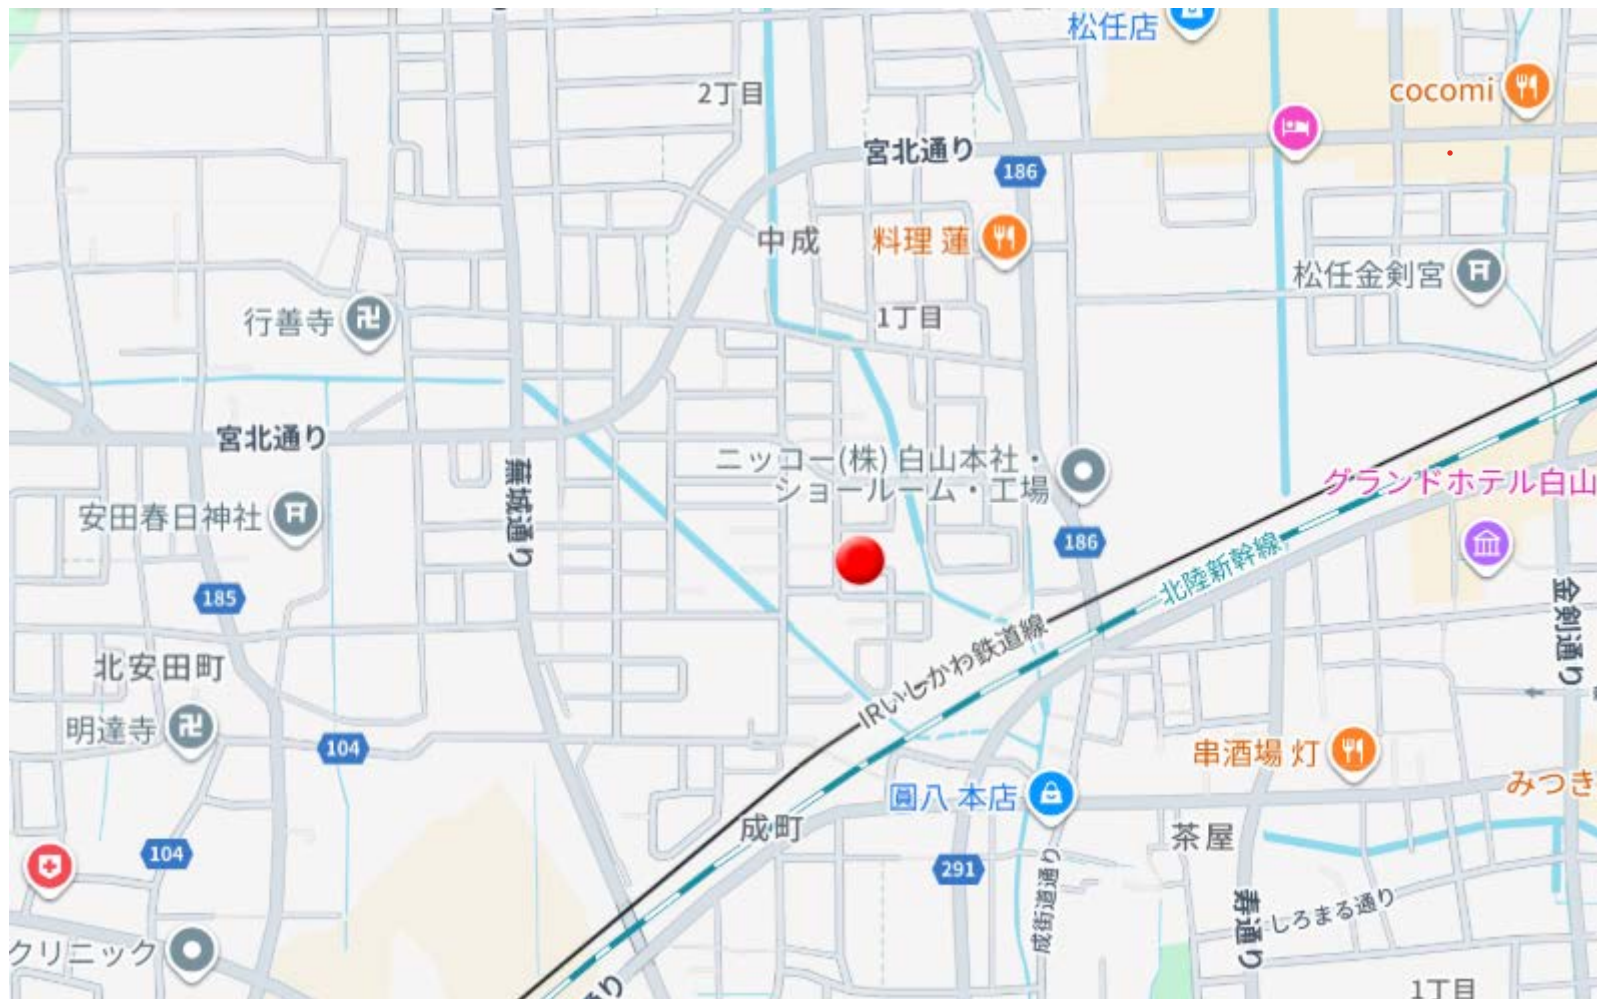 松任店
cocomi
2丁目
宮北通り
186
中成
料理 蓮
松任金剣宮
1丁目
行善寺
宮北通り
ニッコー(株) 白山本社・
ショールーム・工場
グランドホテル白山
安田春日神社
蕪城通り
186
北陸新幹線
185
金剣通り
IRいしかわ鉄道線
北安田町
明達寺
104
串酒場 灯
みつき
圓八 本店
成町
茶屋
104
291
成街道通り
寿通り
しろまる通り
クリニック
通り
1丁目